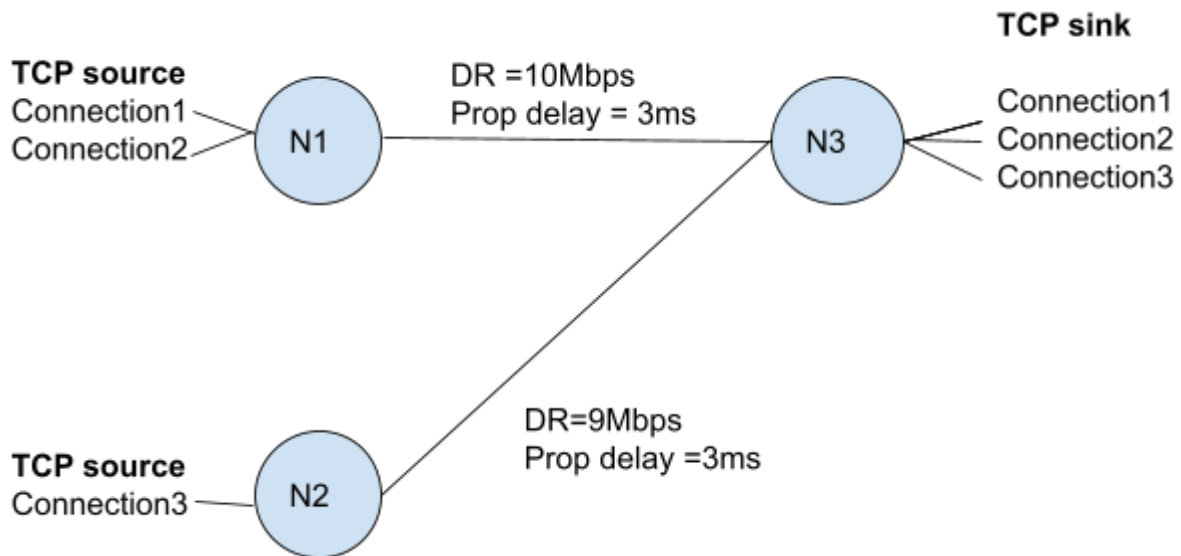 TCP sink
TCP source
Connection1
Connection2
DR =10Mbps
Prop delay = 3ms
N1
N3
Connection1
Connection2
Connection3
DR=9Mbps
Prop delay =3ms
TCP source
Connection3
N2